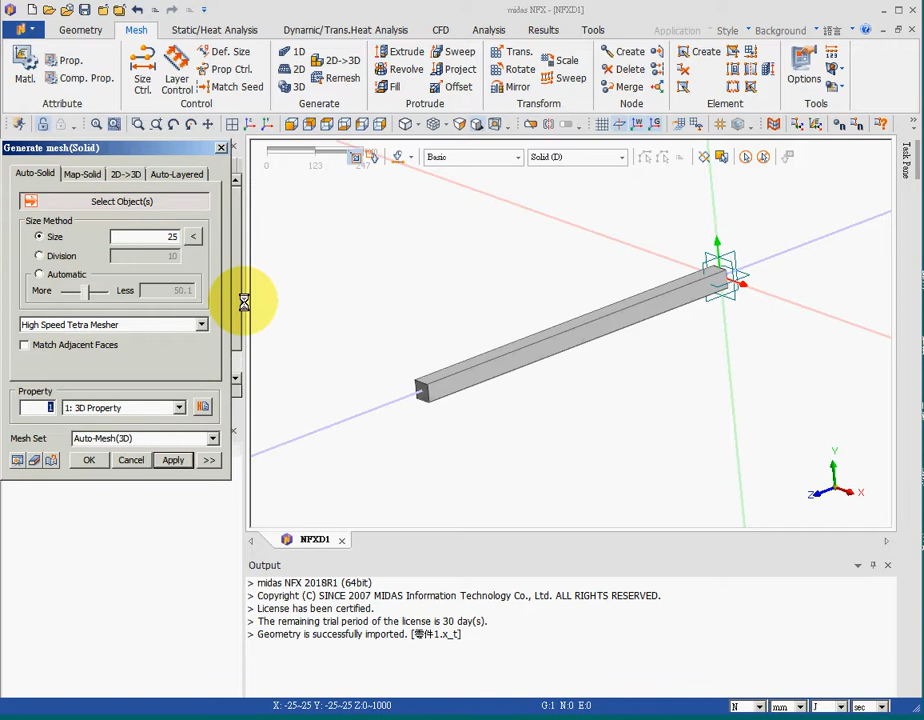 midas NFX - [NFXD1]
Geometry Mesh Static/Heat Analysis Dynamic/Trans.Heat Analysis CFD Analysis Results Tools Application Style Background 語言
Matl. Prop. Comp. Prop.
Attribute
Size Ctrl. Layer Control Def. Size Prop Ctrl. Match Seed
Control
1D 2D 3D 2D->3D Remesh
Generate
Extrude Revolve Fill Sweep Project Offset
Protrude
Trans. Rotate Mirror Scale Sweep
Transform
Create Delete Merge
Node
Create
Element
Options
Tools
Generate mesh(Solid)
Auto-Solid Map-Solid 2D->3D Auto-Layered
Select Object(s)
Size Method
Size 25 <
Division 10
Automatic
More Less 50.1
High Speed Tetra Mesher
Match Adjacent Faces
Property
1 1: 3D Property
Mesh Set Auto-Mesh(3D)
OK Cancel Apply >>
0 123 247
Basic Solid (D)
Task Pane
Y
Z X
NFXD1
Output
> midas NFX 2018R1 (64bit)
> Copyright (C) SINCE 2007 MIDAS Information Technology Co., Ltd. ALL RIGHTS RESERVED.
> License has been certified.
> The remaining trial period of the license is 30 day(s).
> Geometry is successfully imported. [零件1.x_t]
X: -25~25 Y:-25~25 Z:0~1000 G:1 N:0 E:0 N mm J sec